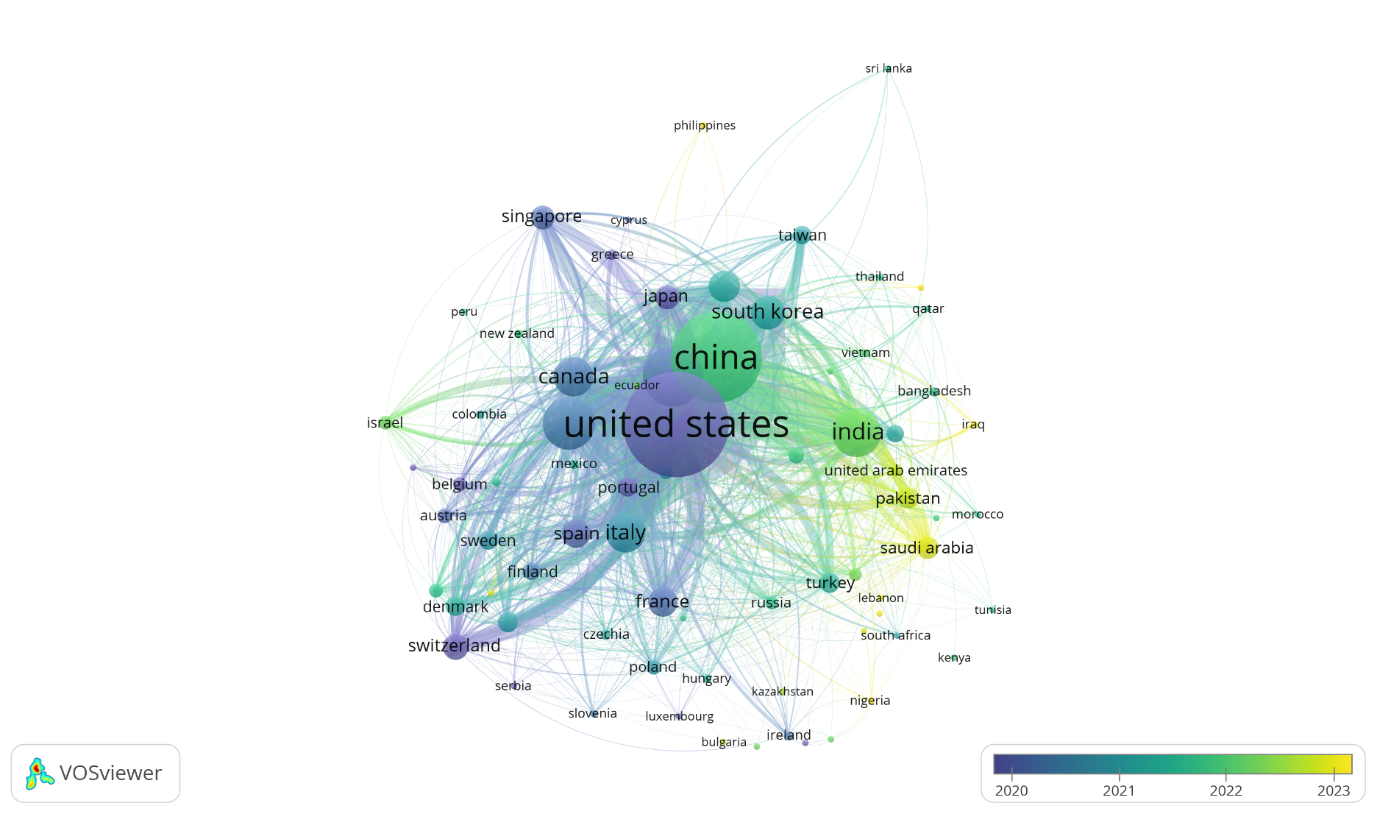 sri lanka
philippines
singapore
cyprus
taiwan
greece
thailand
japan
qatar
peru
south korea
new zealand
vietnam
china
canada
ecuador
bangladesh
colombia
israel
united states
iraq
india
mexico
united arab emirates
belgium
portugal
pakistan
austria
morocco
spain
italy
sweden
saudi arabia
finland
turkey
denmark
france
russia
lebanon
tunisia
czechia
south africa
switzerland
kenya
poland
hungary
serbia
kazakhstan
nigeria
slovenia
luxembourg
ireland
bulgaria
VOSviewer
2020
2021
2022
2023